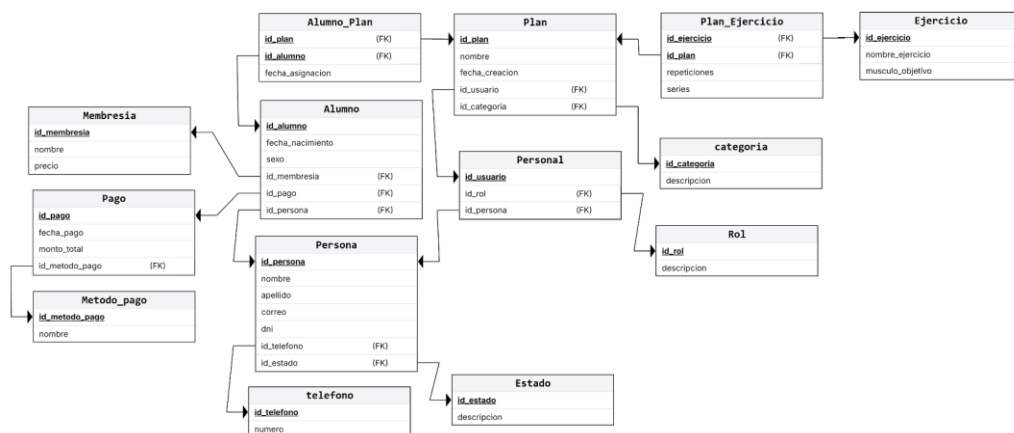 Alumno_Plan
id_plan (FK)
id_alumno (FK)
fecha_asignacion
Plan
id_plan
nombre
fecha_creacion
id_usuario (FK)
id_categoria (FK)
Plan_Ejercicio
id_ejercicio (FK)
id_plan (FK)
repeticiones
series
Ejercicio
id_ejercicio
nombre_ejercicio
musculo_objetivo
Membresia
id_membresia
nombre
precio
Alumno
id_alumno
fecha_nacimiento
sexo
id_membresia (FK)
id_pago (FK)
id_persona (FK)
Personal
id_usuario
id_rol (FK)
id_persona (FK)
categoria
id_categoria
descripcion
Pago
id_pago
fecha_pago
monto_total
id_metodo_pago (FK)
Rol
id_rol
descripcion
Persona
id_persona
nombre
apellido
correo
dni
id_telefono (FK)
id_estado (FK)
Metodo_pago
id_metodo_pago
nombre
Estado
id_estado
descripcion
telefono
id_telefono
numero